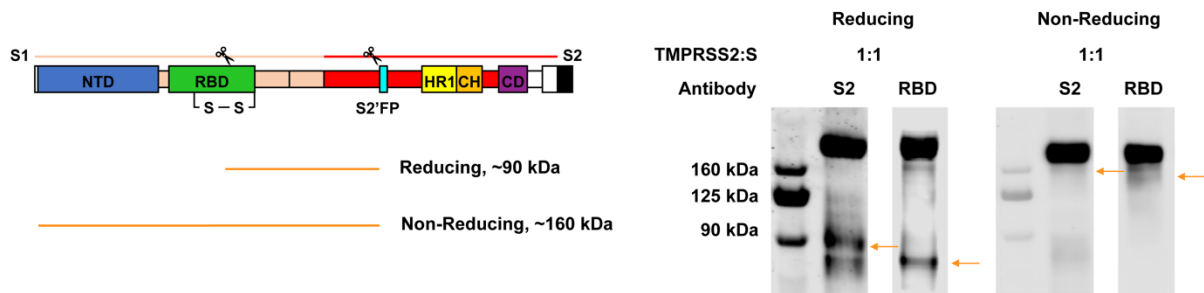 Reducing Non-Reducing
S1 S2 TMPRSS2:S 1:1 1:1
NTD RBD HR1 CH CD
S – S S2'FP Antibody S2 RBD S2 RBD
Reducing, ~90 kDa
Non-Reducing, ~160 kDa
160 kDa
125 kDa
90 kDa